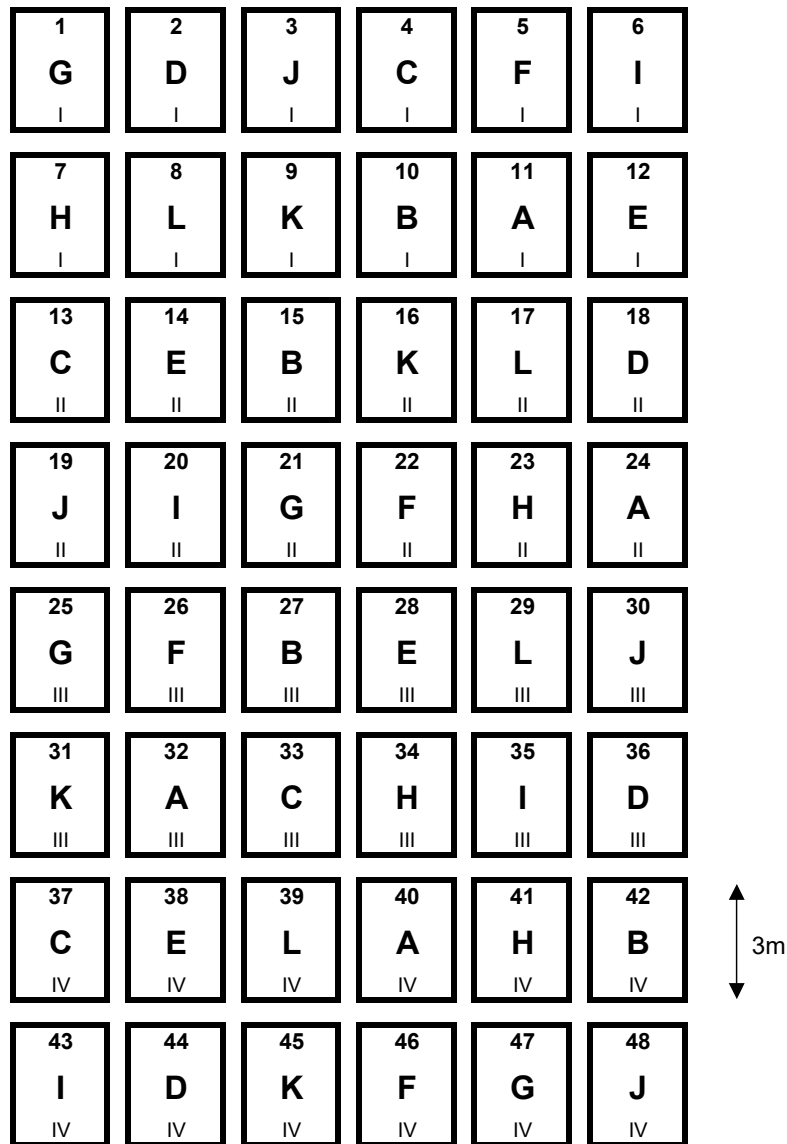 1 2 3 4 5 6
G D J C F I
I I I I I I
7 8 9 10 11 12
H L K B A E
I I I I I I
13 14 15 16 17 18
C E B K L D
II II II II II II
19 20 21 22 23 24
J I G F H A
II II II II II II
25 26 27 28 29 30
G F B E L J
III III III III III III
31 32 33 34 35 36
K A C H I D
III III III III III III
37 38 39 40 41 42
C E L A H B
3m
IV IV IV IV IV IV
43 44 45 46 47 48
I D K F G J
IV IV IV IV IV IV